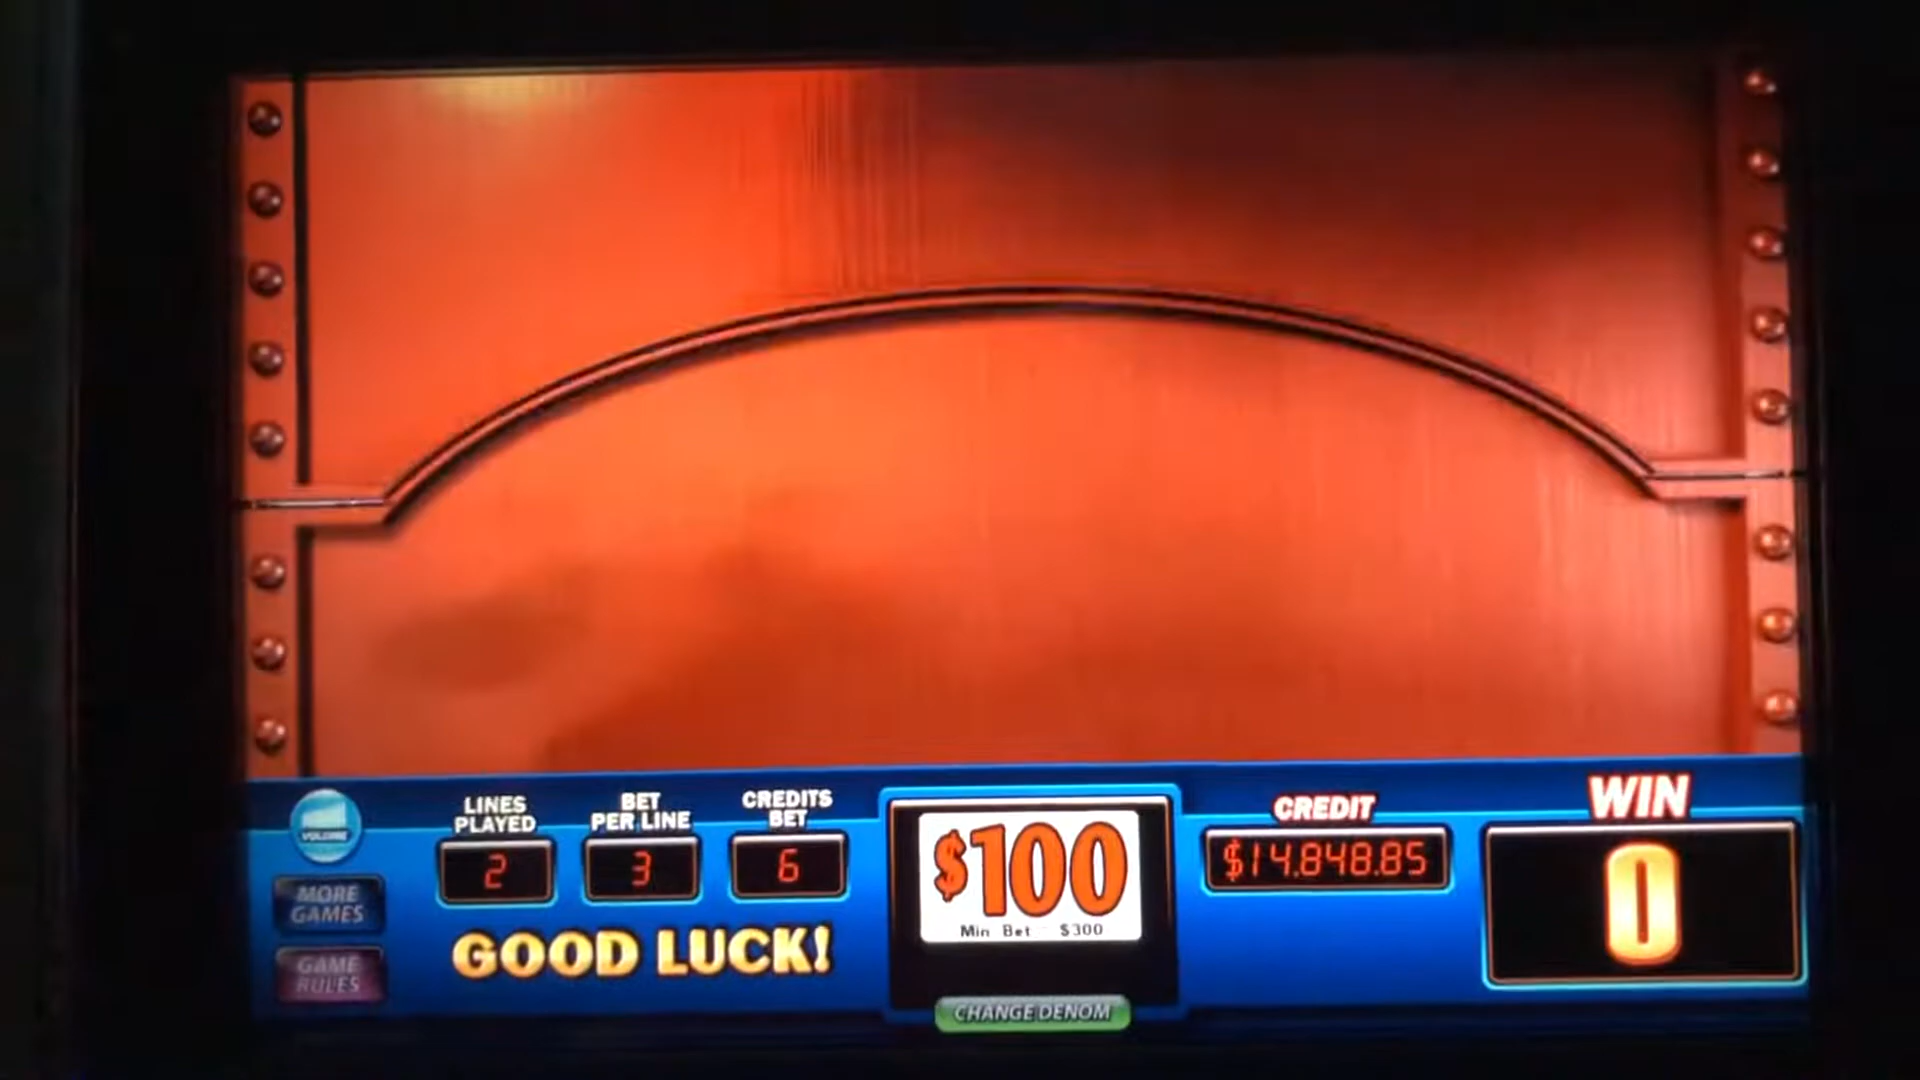 VOLUME
MORE
GAMES
GAME
RULES
LINES
PLAYED
2
BET
PER LINE
3
CREDITS
BET
6
GOOD LUCK!
$100
Min Bet - $300
CHANGE DENOM
CREDIT
$14,848.85
WIN
0